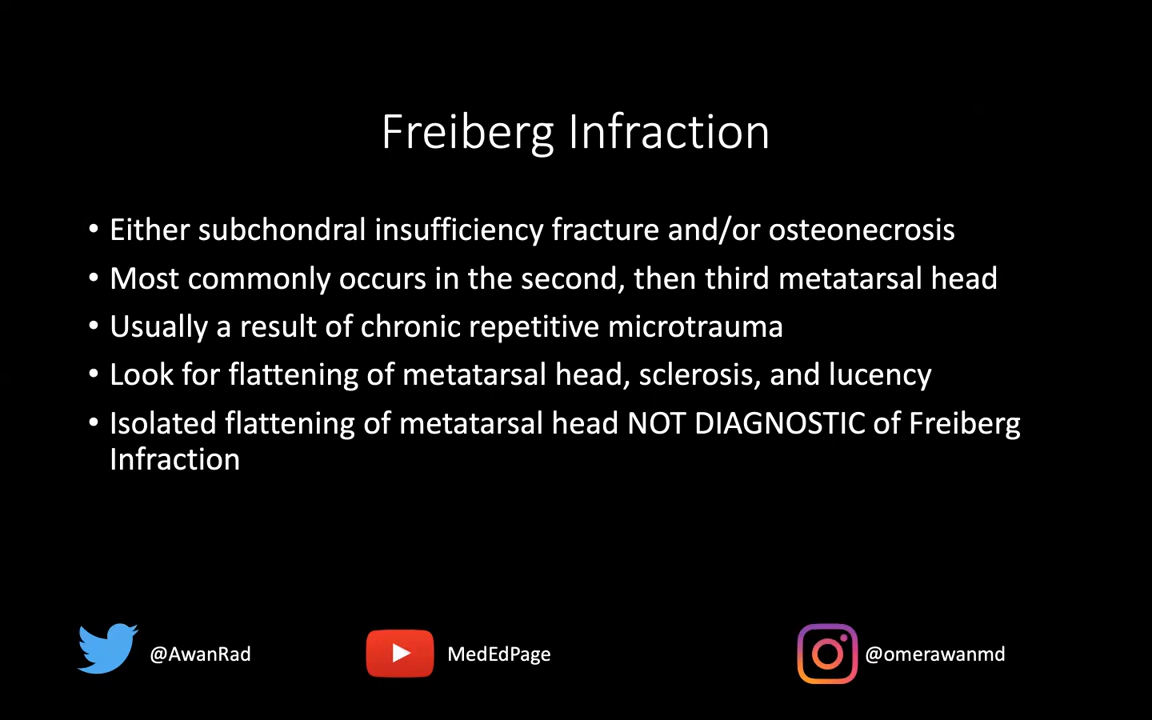 Freiberg Infraction
• Either subchondral insufficiency fracture and/or osteonecrosis
• Most commonly occurs in the second, then third metatarsal head
• Usually a result of chronic repetitive microtrauma
• Look for flattening of metatarsal head, sclerosis, and lucency
• Isolated flattening of metatarsal head NOT DIAGNOSTIC of Freiberg
Infraction
@AwanRad
MedEdPage
@omerawanmd